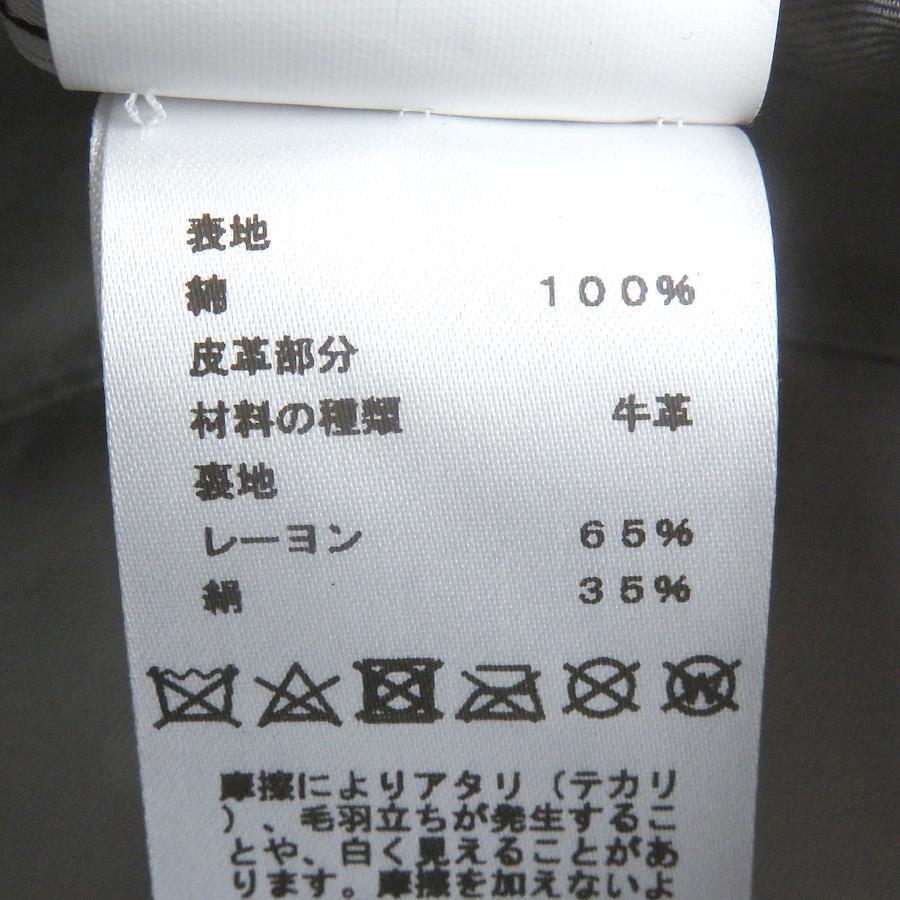 表地
綿 100%
皮革部分
材料の種類 牛革
裏地
レーヨン 65%
絹 35%
W
摩擦によりアタリ（テカリ
）、毛羽立ちが発生するこ
とや、白く見えることがあ
ります。摩擦を加えないよ